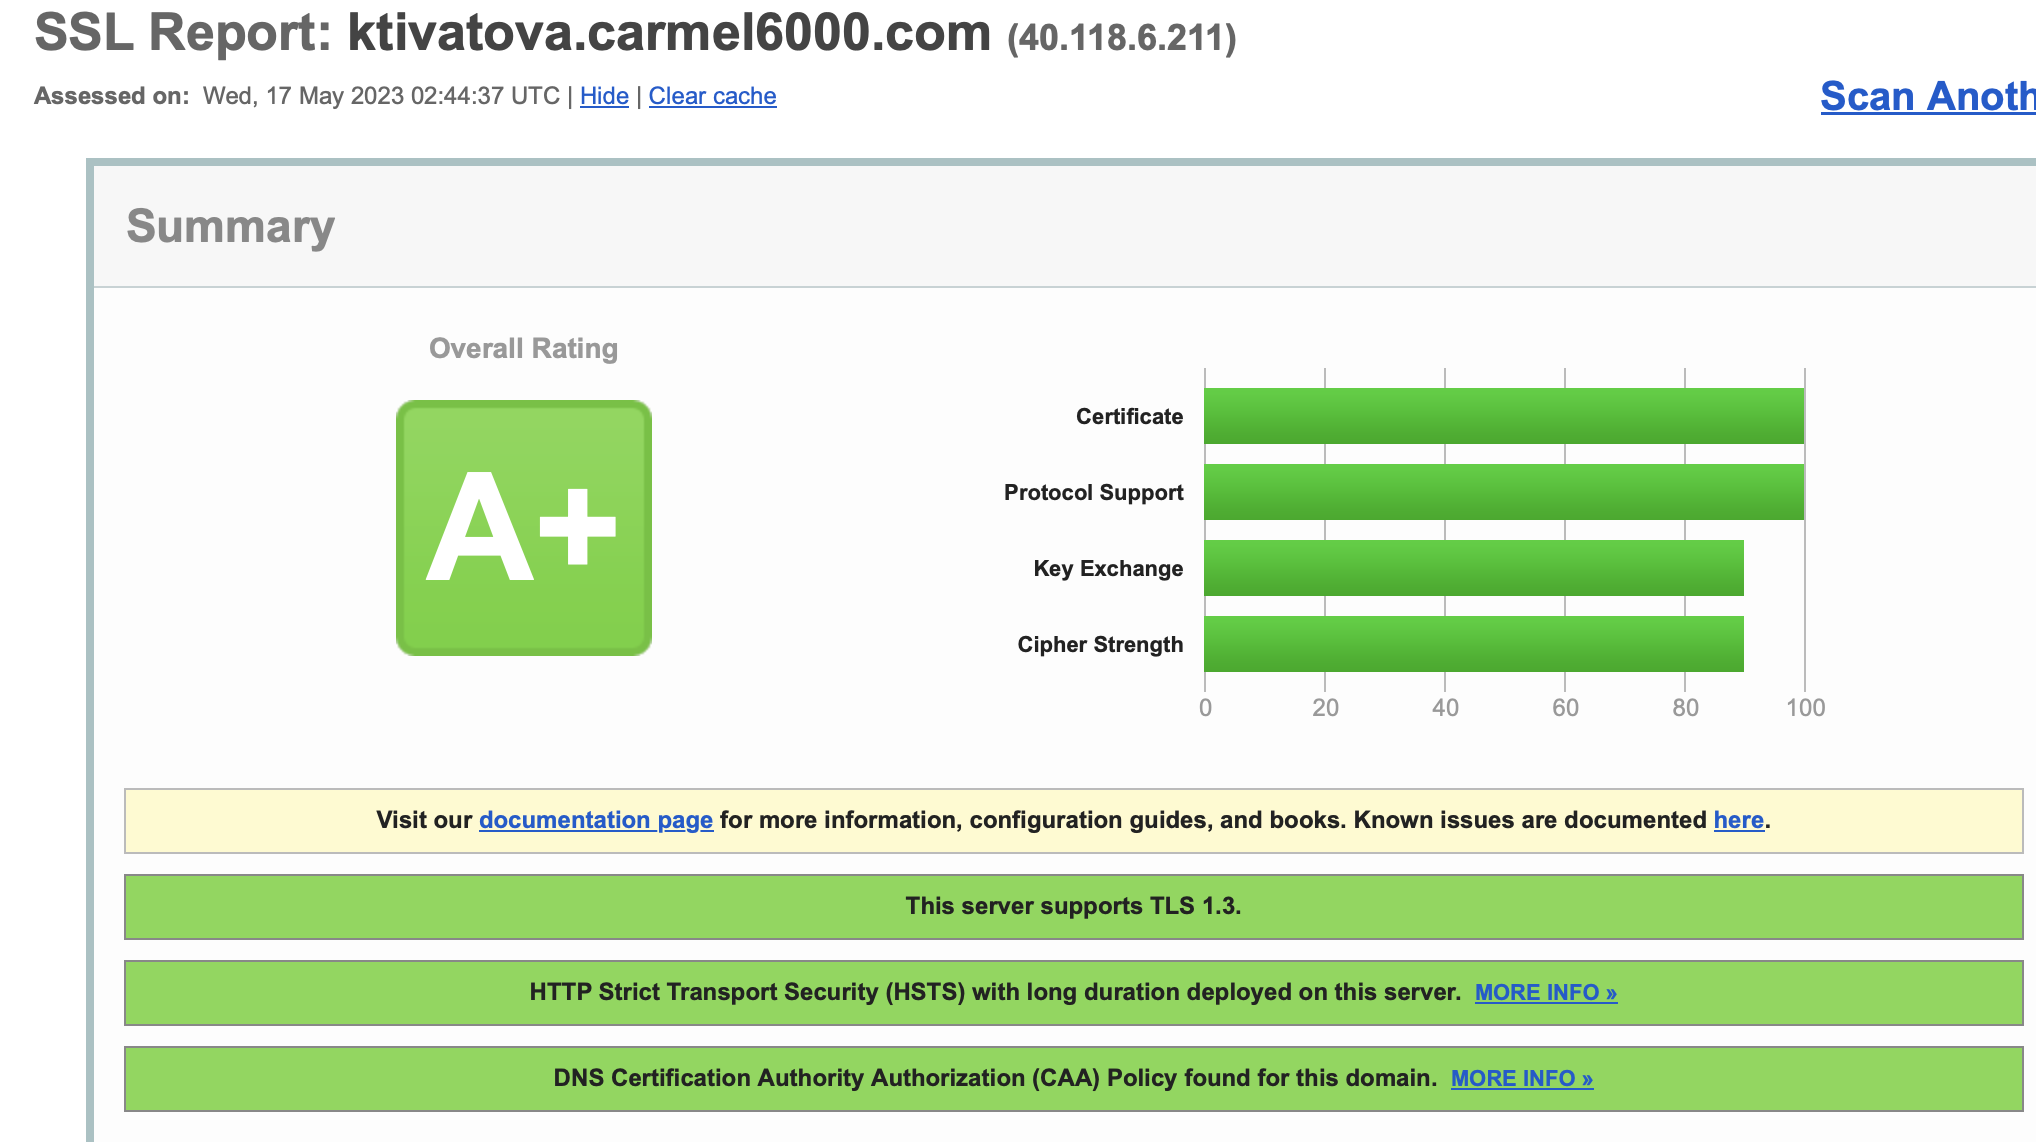 SSL Report: ktivatova.carmel6000.com (40.118.6.211)
Assessed on: Wed, 17 May 2023 02:44:37 UTC | Hide | Clear cache
Scan Anoth
Summary
Overall Rating
A+
Certificate
Protocol Support
Key Exchange
Cipher Strength
0 20 40 60 80 100
Visit our documentation page for more information, configuration guides, and books. Known issues are documented here.
This server supports TLS 1.3.
HTTP Strict Transport Security (HSTS) with long duration deployed on this server. MORE INFO »
DNS Certification Authority Authorization (CAA) Policy found for this domain. MORE INFO »